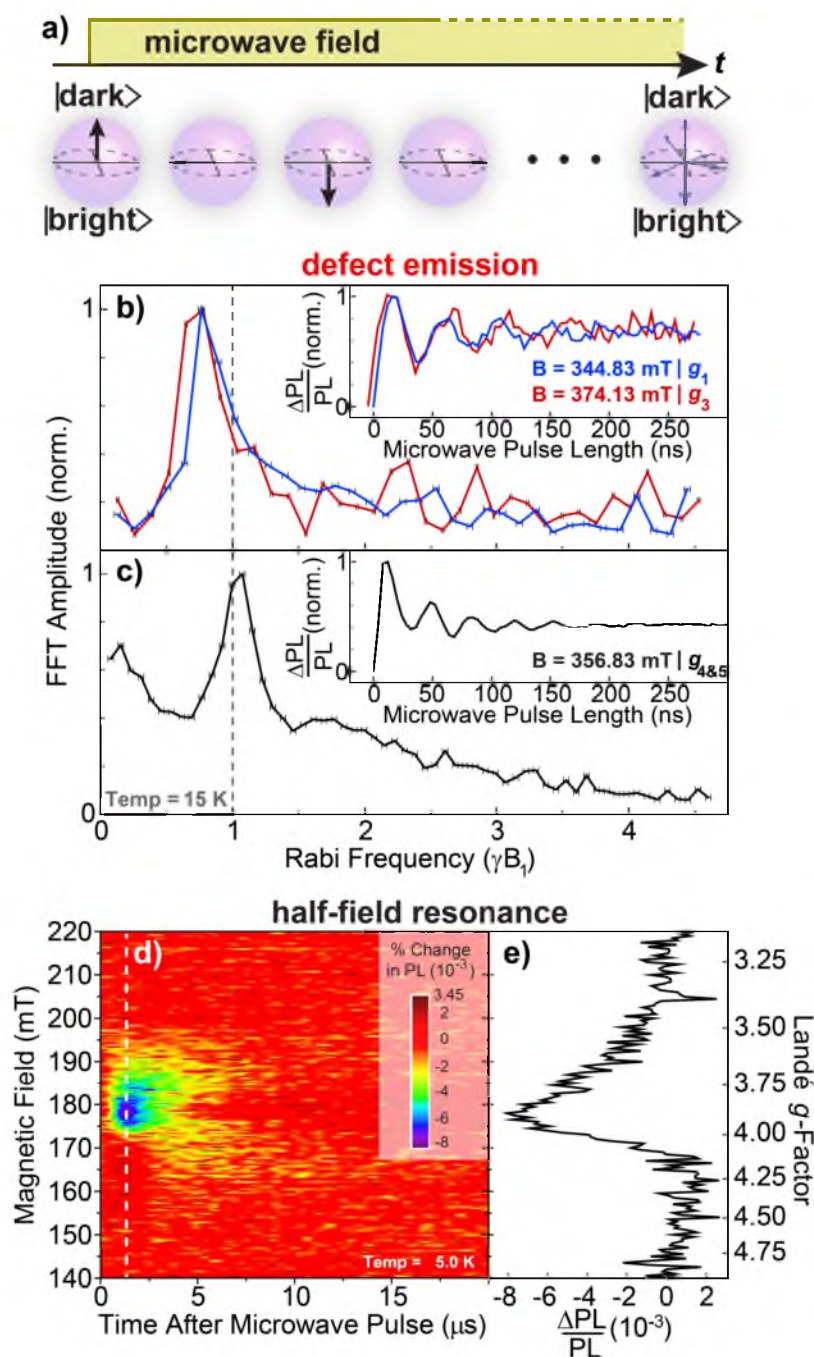 a)
microwave field
t
|dark>
|dark>
|bright>
|bright>
defect emission
b)
1
0
ΔPL/PL (norm.)
B = 344.83 mT | g1
B = 374.13 mT | g3
0 50 100 150 200 250
Microwave Pulse Length (ns)
1
FFT Amplitude (norm.)
c)
1
0
ΔPL/PL (norm.)
B = 356.83 mT | g4&5
0 50 100 150 200 250
Microwave Pulse Length (ns)
1
0
Temp = 15 K
0 1 2 3 4
Rabi Frequency (γB1)
half-field resonance
d)
220
210
200
190
180
170
160
150
140
Magnetic Field (mT)
% Change
in PL (10-3)
3.45
2
0
-2
-4
-6
-8
Temp = 5.0 K
0 5 10 15
Time After Microwave Pulse (μs)
e)
3.25
3.50
3.75
4.00
4.25
4.50
4.75
Landé g-Factor
-8 -6 -4 -2 0 2
ΔPL/PL (10-3)